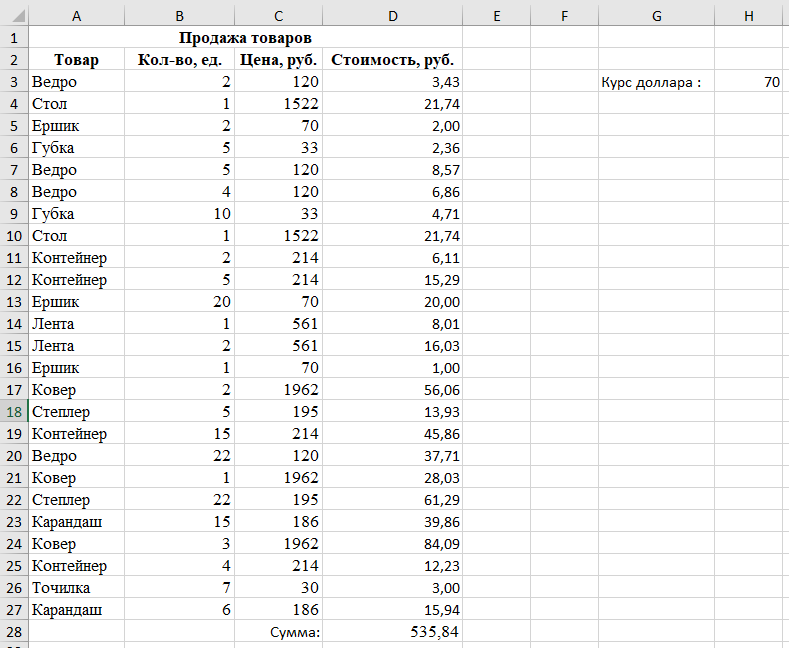 A B C D E F G H
1 Продажа товаров
2 Товар Кол-во, ед. Цена, руб. Стоимость, руб.
3 Ведро 2 120 3,43 Курс доллара : 70
4 Стол 1 1522 21,74
5 Ершик 2 70 2,00
6 Губка 5 33 2,36
7 Ведро 5 120 8,57
8 Ведро 4 120 6,86
9 Губка 10 33 4,71
10 Стол 1 1522 21,74
11 Контейнер 2 214 6,11
12 Контейнер 5 214 15,29
13 Ершик 20 70 20,00
14 Лента 1 561 8,01
15 Лента 2 561 16,03
16 Ершик 1 70 1,00
17 Ковер 2 1962 56,06
18 Степлер 5 195 13,93
19 Контейнер 15 214 45,86
20 Ведро 22 120 37,71
21 Ковер 1 1962 28,03
22 Степлер 22 195 61,29
23 Карандаш 15 186 39,86
24 Ковер 3 1962 84,09
25 Контейнер 4 214 12,23
26 Точилка 7 30 3,00
27 Карандаш 6 186 15,94
28 Сумма: 535,84